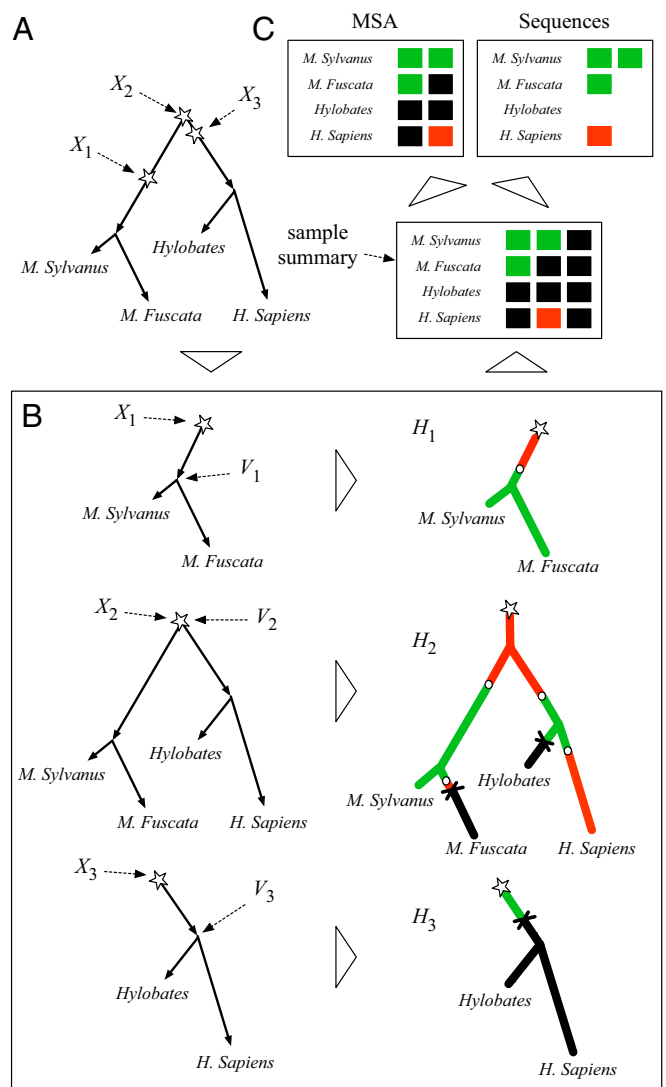 A
X2
X3
X1
M. Sylvanus
Hylobates
M. Fuscata
H. Sapiens
C
MSA
Sequences
M. Sylvanus
M. Fuscata
Hylobates
H. Sapiens
M. Sylvanus
M. Fuscata
Hylobates
H. Sapiens
sample
summary
M. Sylvanus
M. Fuscata
Hylobates
H. Sapiens
B
X1
V1
M. Sylvanus
M. Fuscata
H1
M. Sylvanus
M. Fuscata
X2
V2
M. Sylvanus
Hylobates
M. Fuscata
H. Sapiens
H2
M. Sylvanus
Hylobates
M. Fuscata
H. Sapiens
X3
V3
Hylobates
H. Sapiens
H3
Hylobates
H. Sapiens